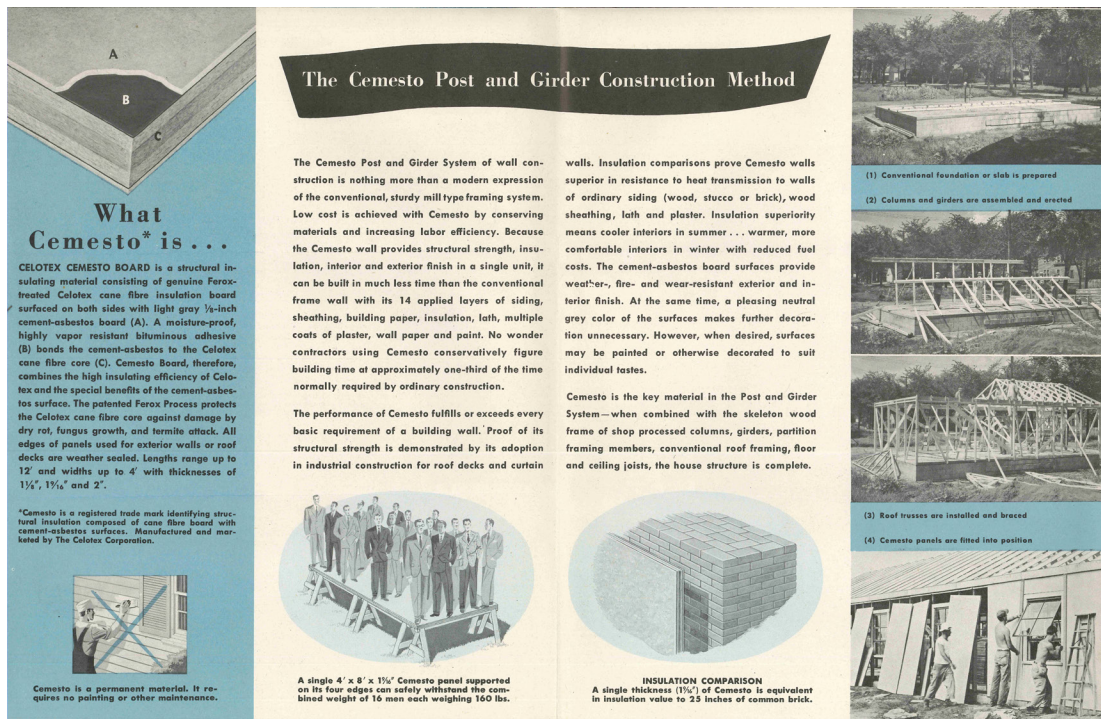 A
B
C
What
Cemesto* is . . .
CELOTEX CEMESTO BOARD is a structural in-
sulating material consisting of genuine Ferox-
treated Celotex cane fibre insulation board
surfaced on both sides with light gray ⅛-inch
cement-asbestos board (A). A moisture-proof,
highly vapor resistant bituminous adhesive
(B) bonds the cement-asbestos to the Celotex
cane fibre core (C). Cemesto Board, therefore,
combines the high insulating efficiency of Celo-
tex and the special benefits of the cement-asbes-
tos surface. The patented Ferox Process protects
the Celotex cane fibre core against damage by
dry rot, fungus growth, and termite attack. All
edges of panels used for exterior walls or roof
decks are weather sealed. Lengths range up to
12′ and widths up to 4′ with thicknesses of
1⅛″, 1⁹⁄₁₆″ and 2″.
*Cemesto is a registered trade mark identifying struc-
tural insulation composed of cane fibre board with
cement-asbestos surfaces. Manufactured and mar-
keted by The Celotex Corporation.
Cemesto is a permanent material. It re-
quires no painting or other maintenance.
The Cemesto Post and Girder Construction Method
The Cemesto Post and Girder System of wall con-
struction is nothing more than a modern expression
of the conventional, sturdy mill type framing system.
Low cost is achieved with Cemesto by conserving
materials and increasing labor efficiency. Because
the Cemesto wall provides structural strength, insu-
lation, interior and exterior finish in a single unit, it
can be built in much less time than the conventional
frame wall with its 14 applied layers of siding,
sheathing, building paper, insulation, lath, multiple
coats of plaster, wall paper and paint. No wonder
contractors using Cemesto conservatively figure
building time at approximately one-third of the time
normally required by ordinary construction.
The performance of Cemesto fulfills or exceeds every
basic requirement of a building wall. Proof of its
structural strength is demonstrated by its adoption
in industrial construction for roof decks and curtain
walls. Insulation comparisons prove Cemesto walls
superior in resistance to heat transmission to walls
of ordinary siding (wood, stucco or brick), wood
sheathing, lath and plaster. Insulation superiority
means cooler interiors in summer . . . warmer, more
comfortable interiors in winter with reduced fuel
costs. The cement-asbestos board surfaces provide
weather-, fire- and wear-resistant exterior and in-
terior finish. At the same time, a pleasing neutral
grey color of the surfaces makes further decora-
tion unnecessary. However, when desired, surfaces
may be painted or otherwise decorated to suit
individual tastes.
Cemesto is the key material in the Post and Girder
System—when combined with the skeleton wood
frame of shop processed columns, girders, partition
framing members, conventional roof framing, floor
and ceiling joists, the house structure is complete.
A single 4′ x 8′ x 1⁹⁄₁₆″ Cemesto panel supported
on its four edges can safely withstand the com-
bined weight of 16 men each weighing 160 lbs.
INSULATION COMPARISON
A single thickness (1⁹⁄₁₆″) of Cemesto is equivalent
in insulation value to 25 inches of common brick.
(1) Conventional foundation or slab is prepared
(2) Columns and girders are assembled and erected
(3) Roof trusses are installed and braced
(4) Cemesto panels are fitted into position